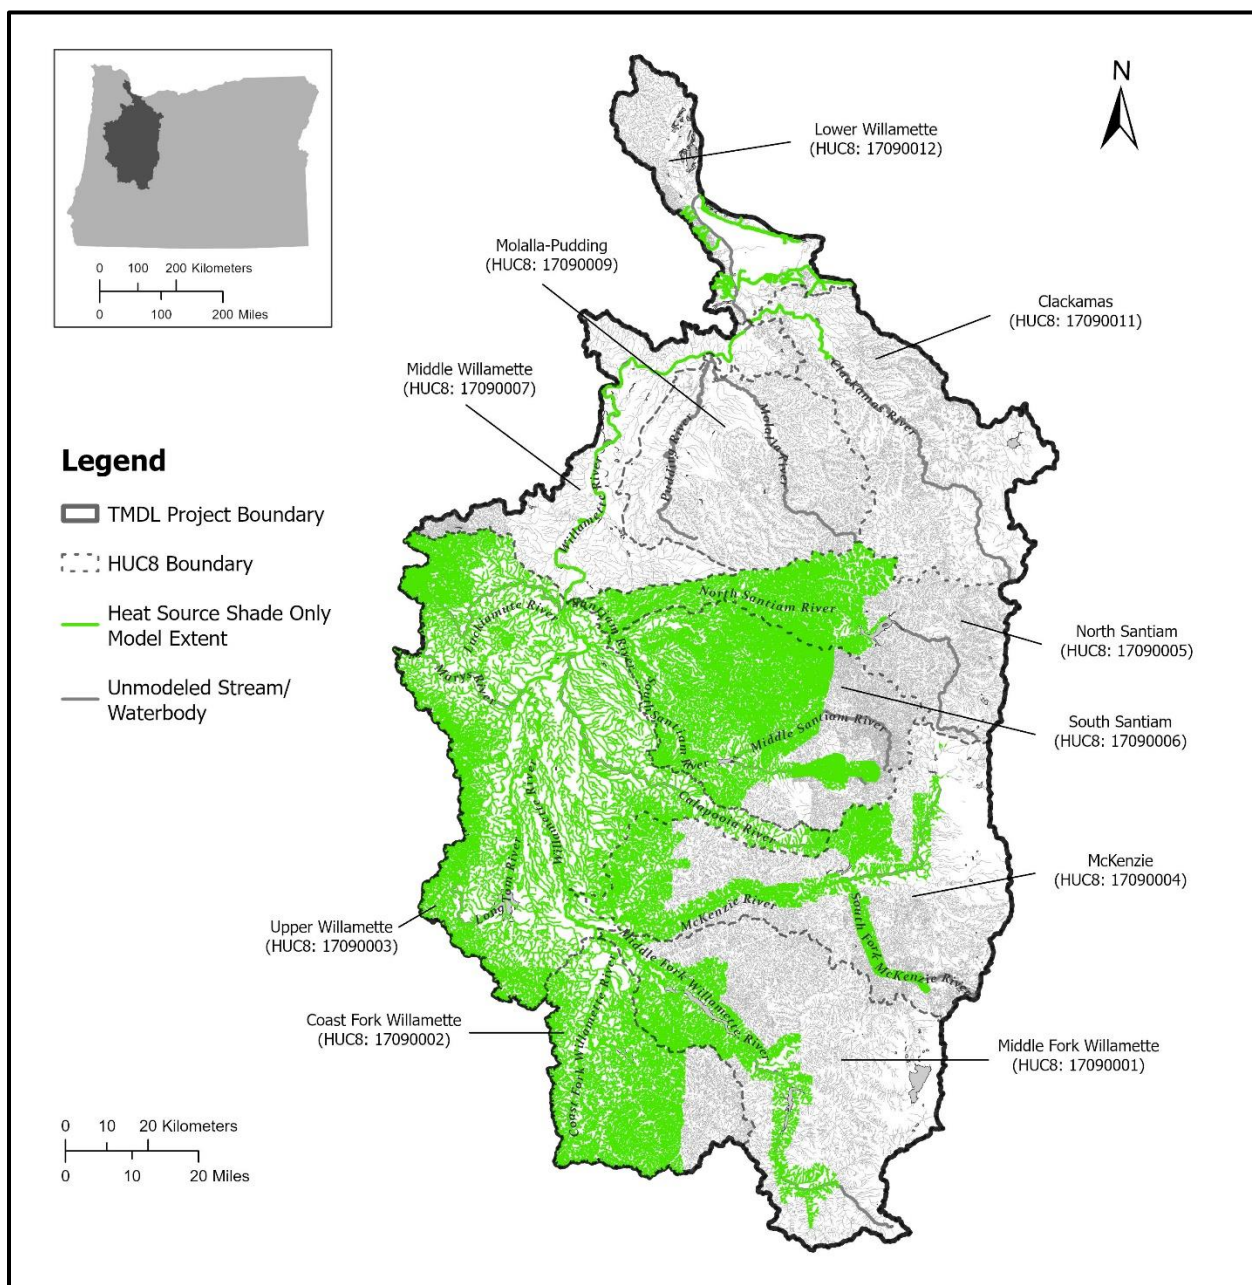 N
Lower Willamette
(HUC8: 17090012)
0 100 200 Kilometers
0 100 200 Miles
Molalla-Pudding
(HUC8: 17090009)
Clackamas
(HUC8: 17090011)
Middle Willamette
(HUC8: 17090007)
Clackamas River
Molalla River
Pudding River
Willamette River
Legend
TMDL Project Boundary
HUC8 Boundary
Heat Source Shade Only
Model Extent
Unmodeled Stream/
Waterbody
North Santiam River
Luckiamute River
Santiam River
Marys River
North Santiam
(HUC8: 17090005)
South Santiam River
Middle Santiam River
South Santiam
(HUC8: 17090006)
Calapooia River
Willamette River
Long Tom River
McKenzie
(HUC8: 17090004)
McKenzie River
South Fork McKenzie River
Upper Willamette
(HUC8: 17090003)
Middle Fork Willamette River
Coast Fork Willamette River
Coast Fork Willamette
(HUC8: 17090002)
Middle Fork Willamette
(HUC8: 17090001)
0 10 20 Kilometers
0 10 20 Miles